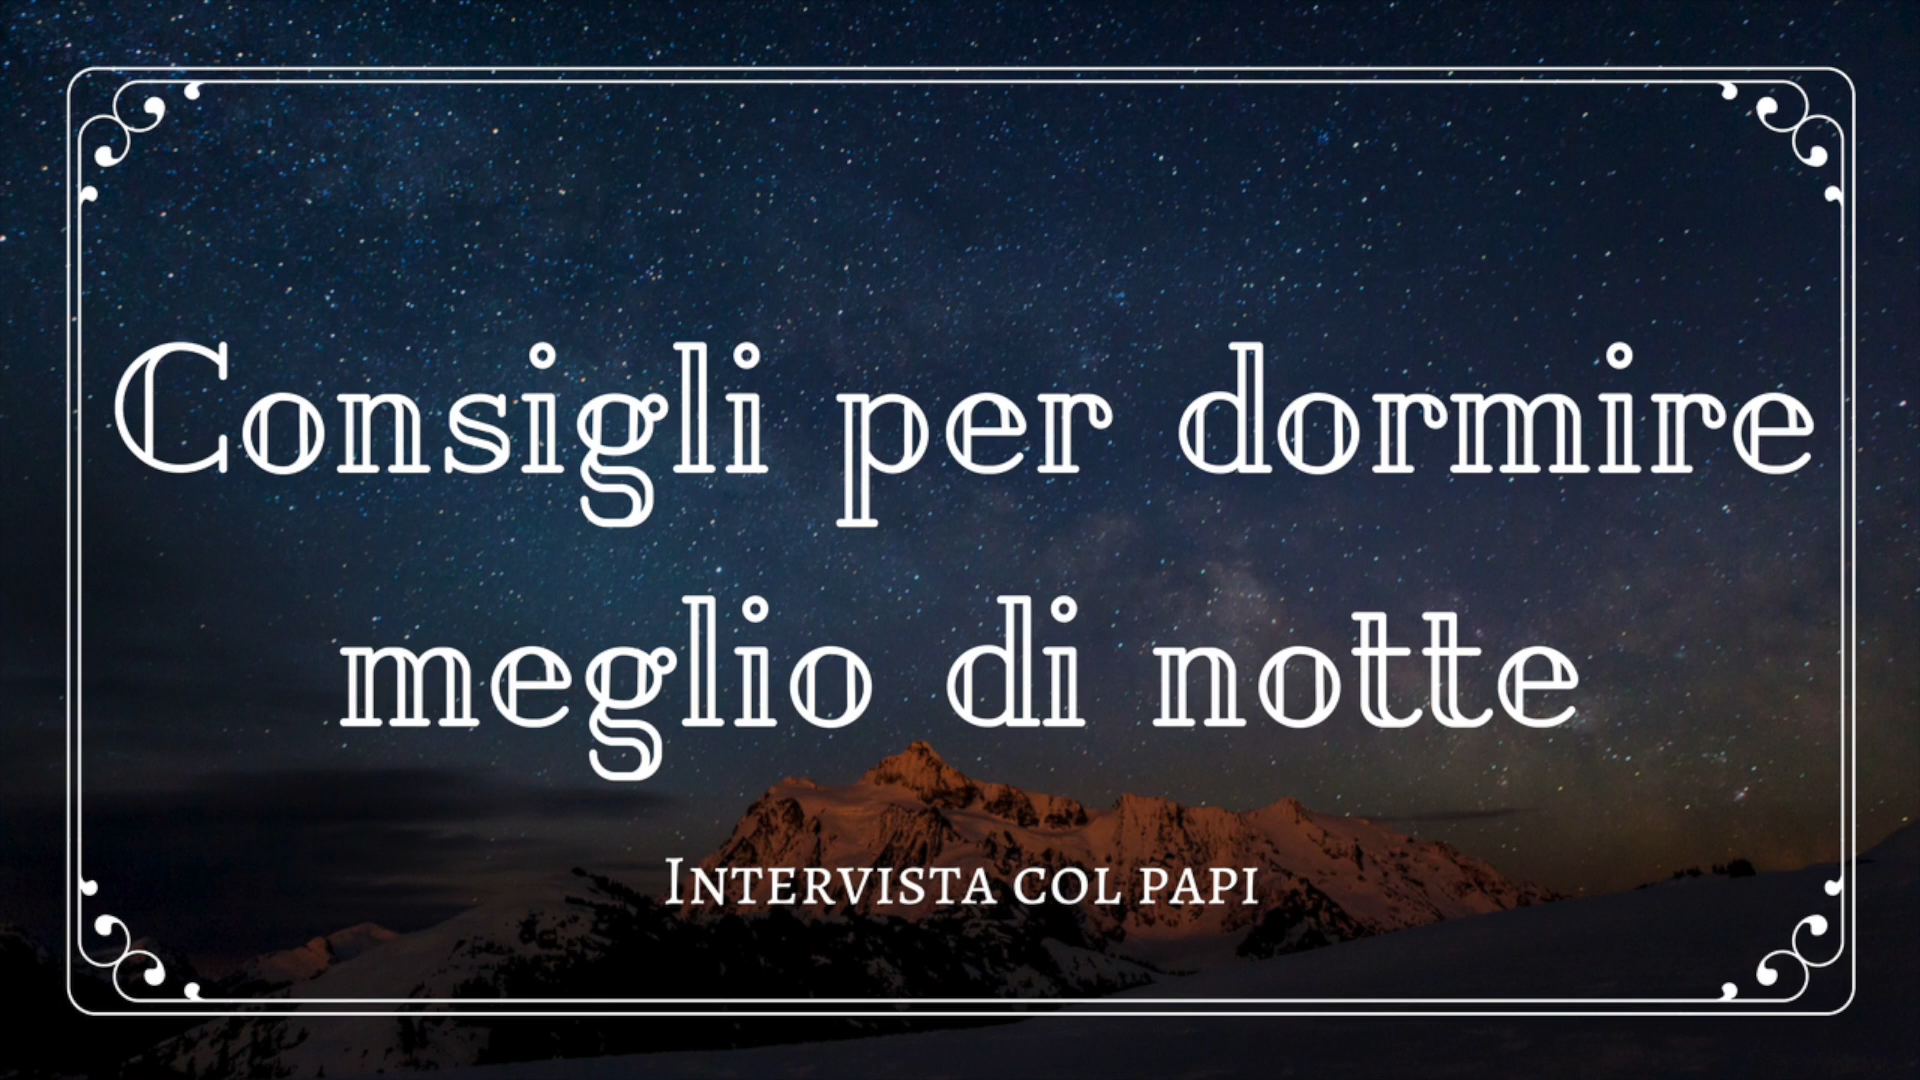 Consigli per dormire
meglio di notte
Intervista col papi